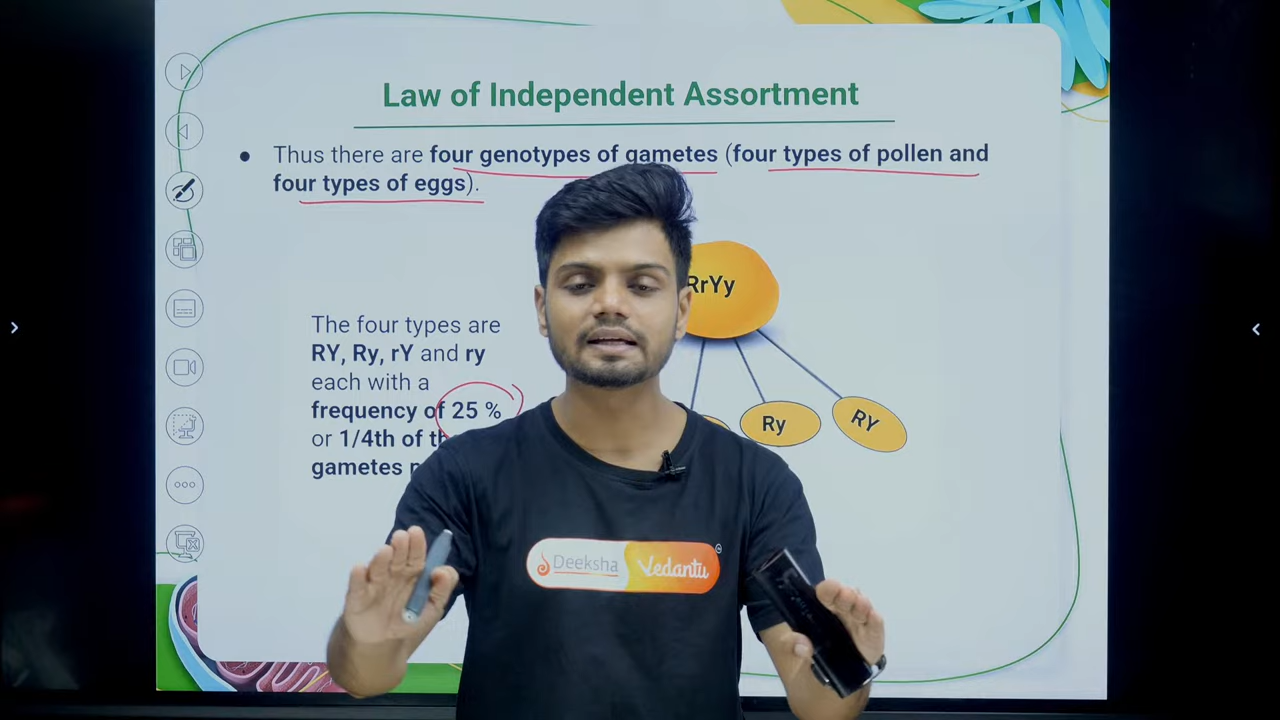 Law of Independent Assortment
Thus there are four genotypes of gametes (four types of pollen and
four types of eggs).
RrYy
The four types are
RY, Ry, rY and ry
each with a
frequency of 25 %
or 1/4th of
gametes
Ry
RY
Deeksha Vedantu